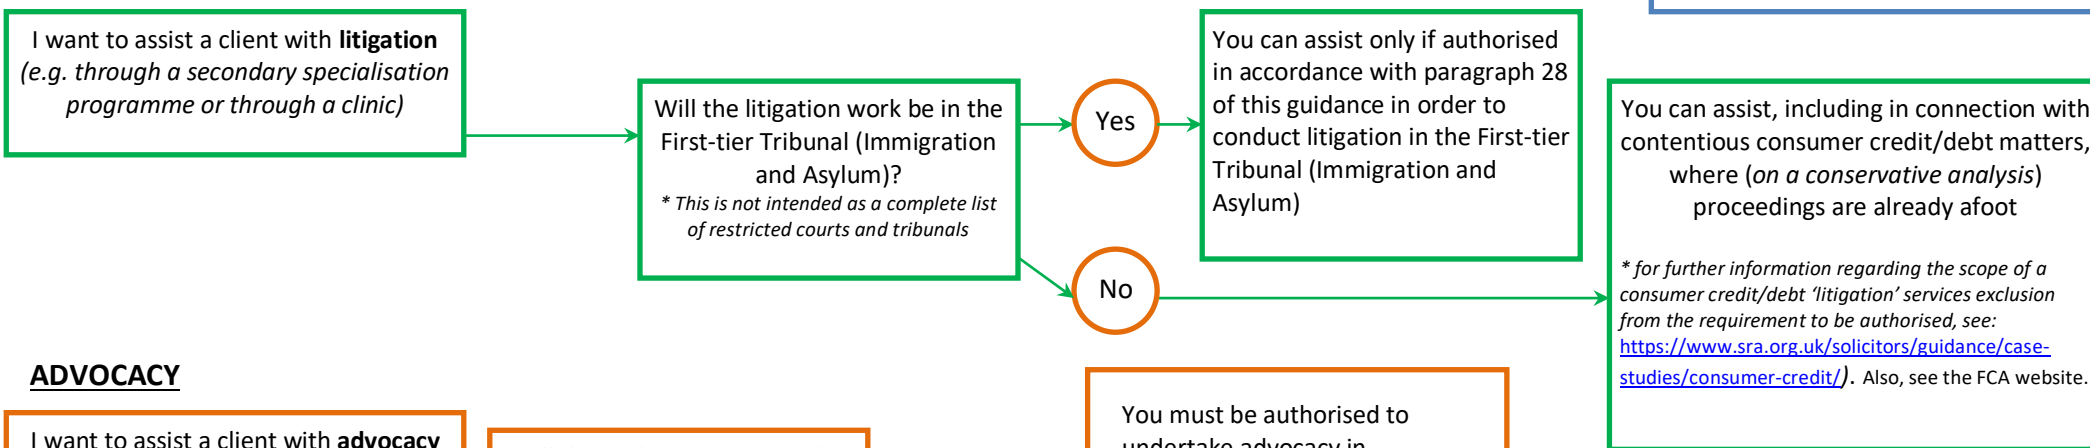 I want to assist a client with litigation
(e.g. through a secondary specialisation
programme or through a clinic)
Will the litigation work be in the
First-tier Tribunal (Immigration
and Asylum)?
* This is not intended as a complete list
of restricted courts and tribunals
Yes
No
You can assist only if authorised
in accordance with paragraph 28
of this guidance in order to
conduct litigation in the First-tier
Tribunal (Immigration and
Asylum)
You can assist, including in connection with
contentious consumer credit/debt matters,
where (on a conservative analysis)
proceedings are already afoot
* for further information regarding the scope of a
consumer credit/debt ‘litigation’ services exclusion
from the requirement to be authorised, see:
https://www.sra.org.uk/solicitors/guidance/case-
studies/consumer-credit/). Also, see the FCA website.
ADVOCACY
I want to assist a client with advocacy
You must be authorised to
undertake advocacy in